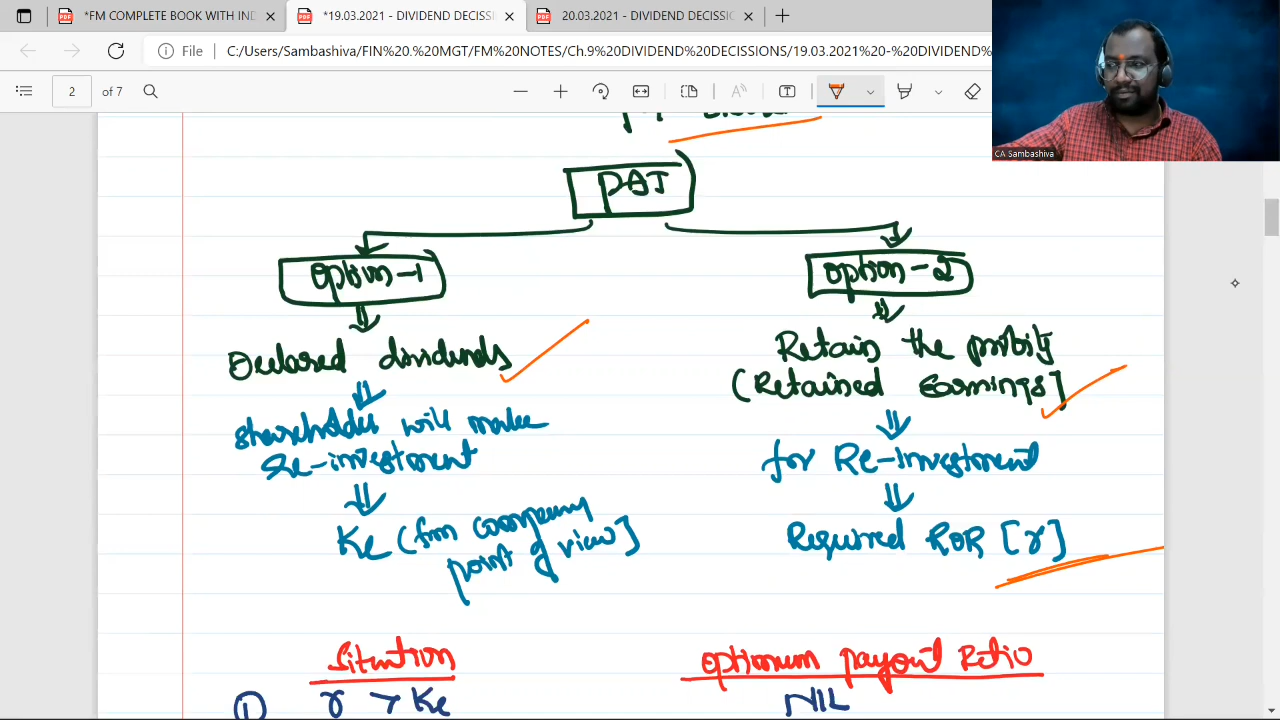 *FM COMPLETE BOOK WITH IND
*19.03.2021 - DIVIDEND DECISSI
20.03.2021 - DIVIDEND DECISSIO
File
C:/Users/Sambashiva/FIN%20.%20MGT/FM%20NOTES/Ch.9%20DIVIDEND%20DECISSIONS/19.03.2021%20-%20DIVIDEND%
2 of 7
CA Sambashiva
PAT
option-1
option-2
Declared dividends
Retain the profits
(Retained Earnings]
Shareholders will make
Re-investment
for Re-investment
Ke (from company
point of view]
Required ROR [r]
Situation
optimum payout Ratio
① r > Ke
NIL